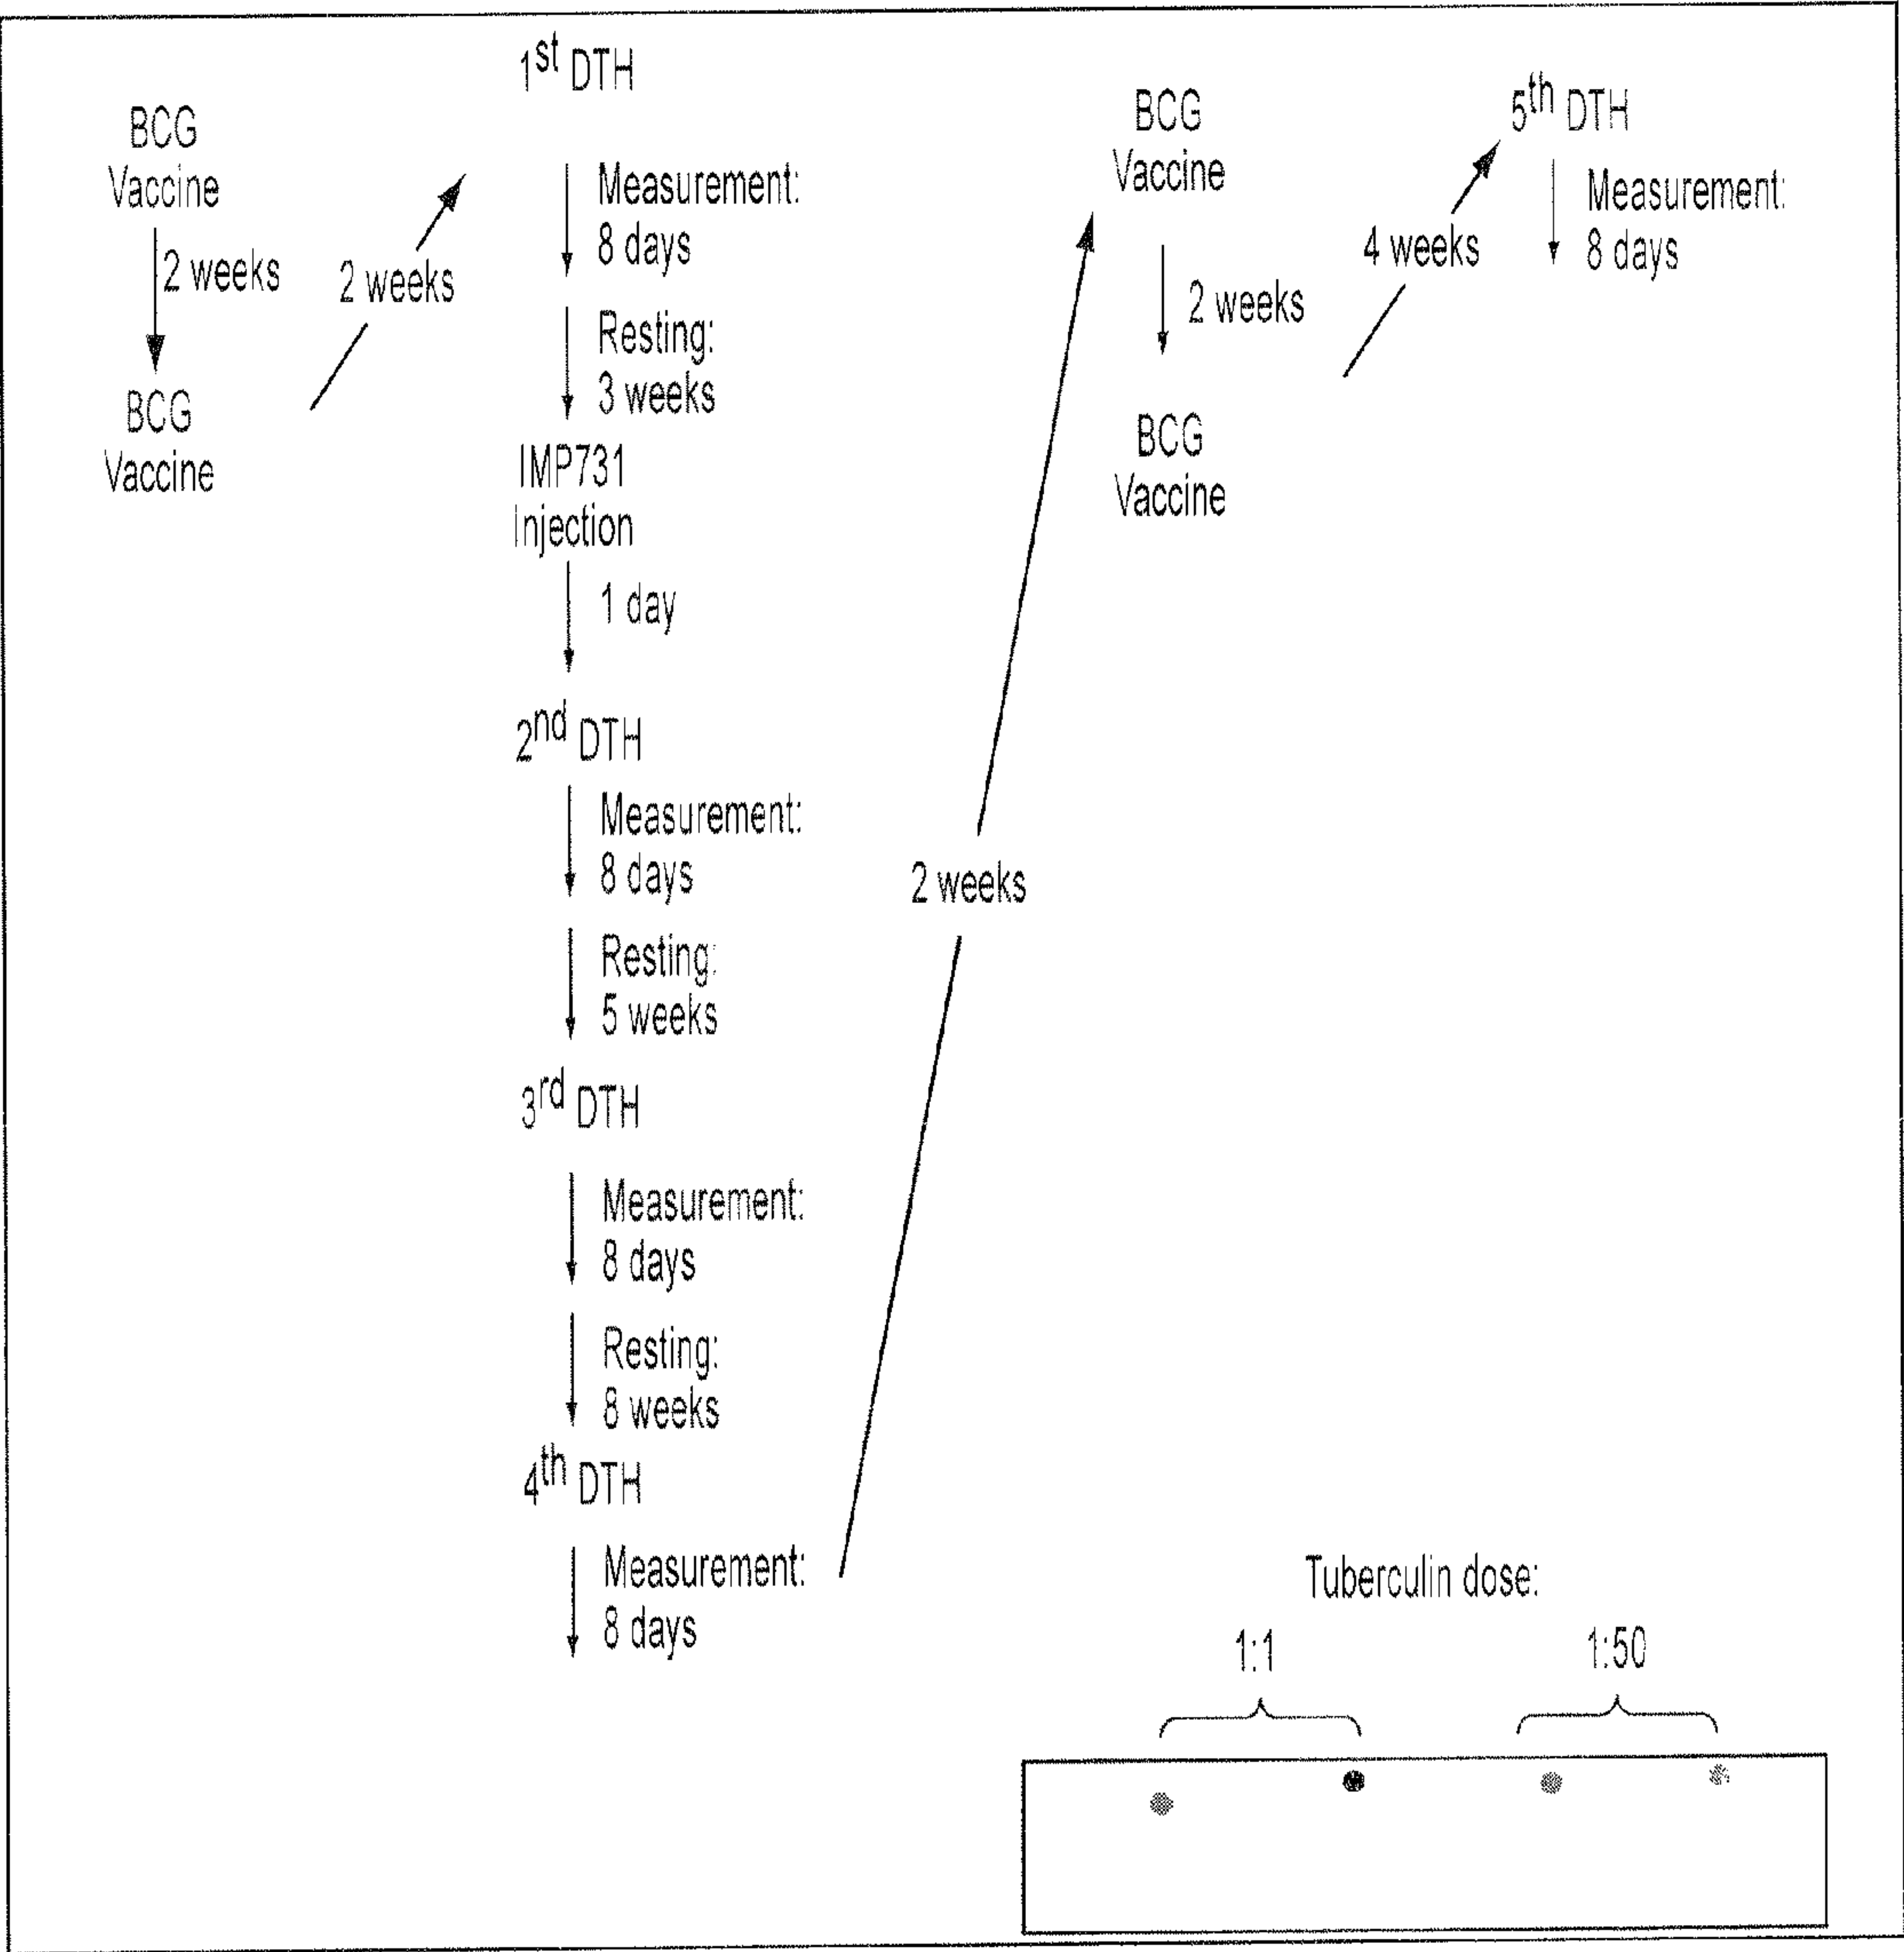 BCG
Vaccine
2 weeks
BCG
Vaccine
2 weeks
1st DTH
Measurement:
8 days
Resting:
3 weeks
IMP731
Injection
1 day
2nd DTH
Measurement:
8 days
Resting:
5 weeks
3rd DTH
Measurement:
8 days
Resting:
8 weeks
4th DTH
Measurement:
8 days
2 weeks
BCG
Vaccine
2 weeks
BCG
Vaccine
4 weeks
5th DTH
Measurement:
8 days
Tuberculin dose:
1:1
1:50